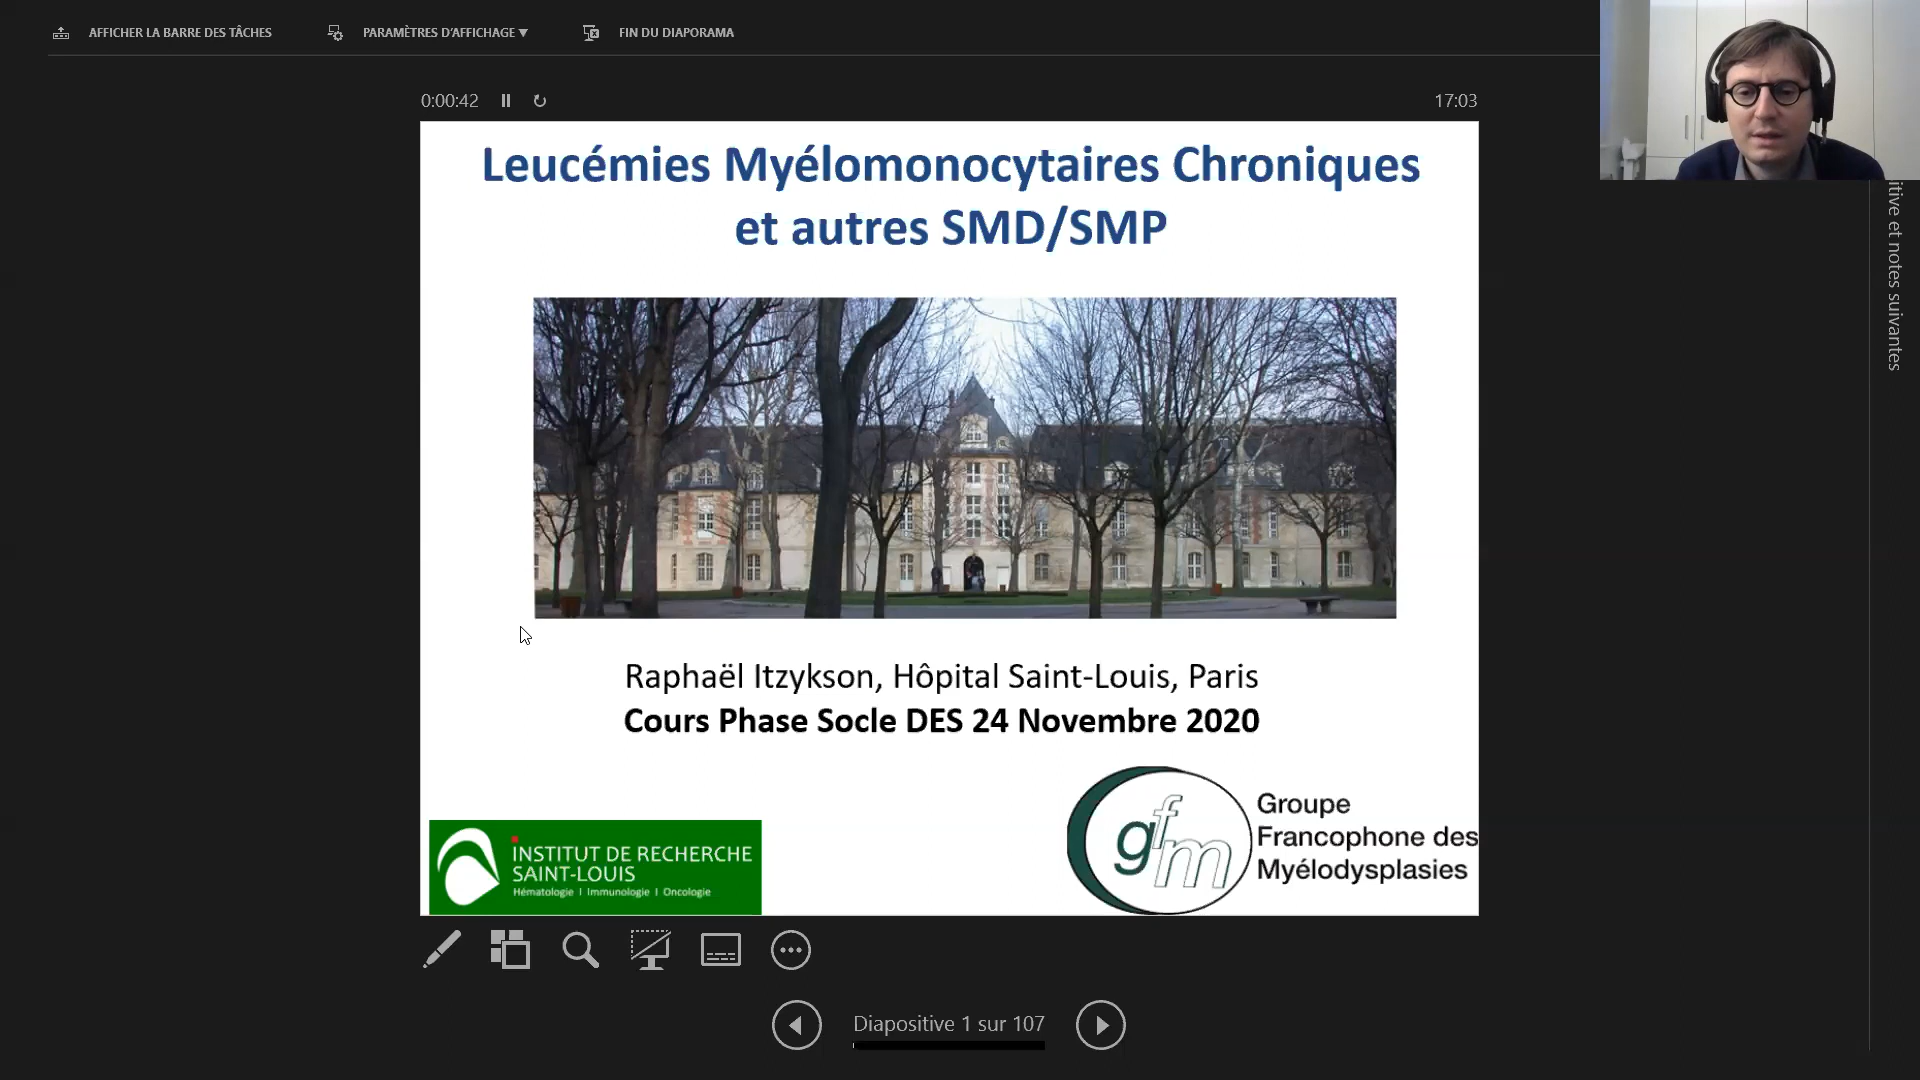 AFFICHER LA BARRE DES TÂCHES
PARAMÈTRES D'AFFICHAGE ▼
FIN DU DIAPORAMA
0:00:42
17:03
Leucémies Myélomonocytaires Chroniques
et autres SMD/SMP
Raphaël Itzykson, Hôpital Saint-Louis, Paris
Cours Phase Socle DES 24 Novembre 2020
INSTITUT DE RECHERCHE
SAINT-LOUIS
Hématologie I Immunologie I Oncologie
gfm
Groupe
Francophone des
Myélodysplasies
Diapositive 1 sur 107
et notes suivantes